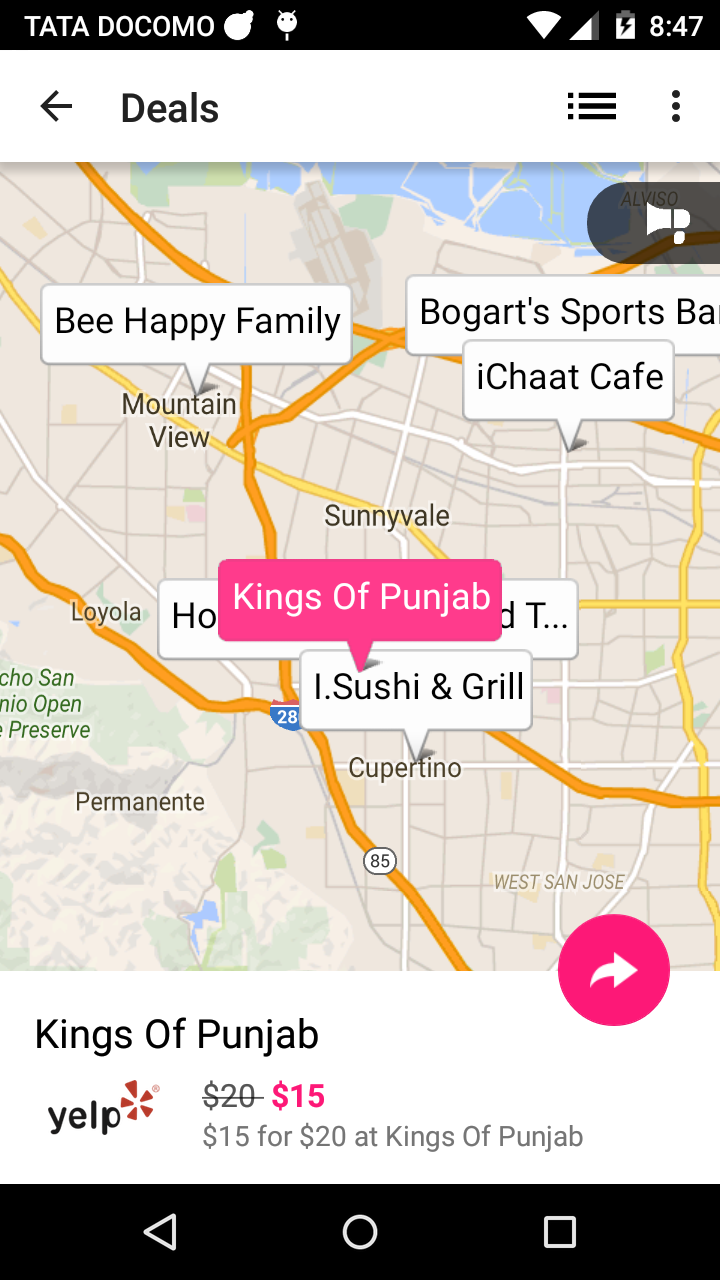 TATA DOCOMO 8:47
Deals
ALVISO
Bee Happy Family
Bogart's Sports Ba
iChaat Cafe
Mountain
View
Sunnyvale
Kings Of Punjab
Ho d T...
Loyola
I.Sushi & Grill
cho San
nio Open
e Preserve
28
Cupertino
Permanente
85
WEST SAN JOSE
Kings Of Punjab
yelp
$20 $15
$15 for $20 at Kings Of Punjab